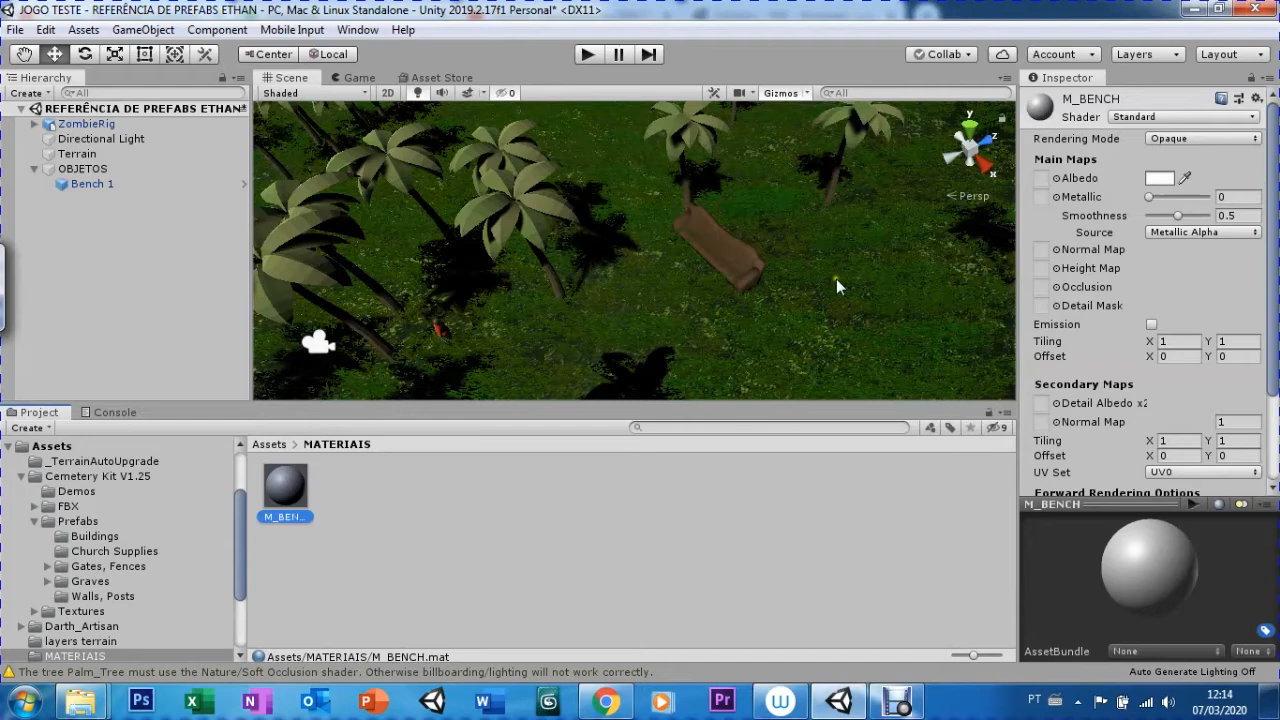 JOGO TESTE - REFERÊNCIA DE PREFABS ETHAN - PC, Mac & Linux Standalone - Unity 2019.2.17f1 Personal* <DX11>
File Edit Assets GameObject Component Mobile Input Window Help
Center Local Collab Account Layers Layout
Hierarchy Scene Game Asset Store Inspector
Create All Shaded 2D 0 Gizmos All
REFERÊNCIA DE PREFABS ETHAN
ZombieRig
Directional Light
Terrain
OBJETOS
Bench 1
y
z
x
Persp
M_BENCH
Shader Standard
Rendering Mode Opaque
Main Maps
Albedo
Metallic 0
Smoothness 0.5
Source Metallic Alpha
Normal Map
Height Map
Occlusion
Detail Mask
Emission
Tiling X 1 Y 1
Offset X 0 Y 0
Secondary Maps
Detail Albedo x2
Normal Map 1
Tiling X 1 Y 1
Offset X 0 Y 0
UV Set UV0
Forward Rendering Options
M_BENCH
AssetBundle None None
Auto Generate Lighting Off
Project Console
Create 9
Assets
_TerrainAutoUpgrade
Cemetery Kit V1.25
Demos
FBX
Prefabs
Buildings
Church Supplies
Gates, Fences
Graves
Walls, Posts
Textures
Darth_Artisan
layers terrain
MATERIAIS
Assets MATERIAIS
M_BEN...
Assets/MATERIAIS/M_BENCH.mat
The tree Palm_Tree must use the Nature/Soft Occlusion shader. Otherwise billboarding/lighting will not work correctly.
Ps X N O P W S W Pr
PT
12:14
07/03/2020